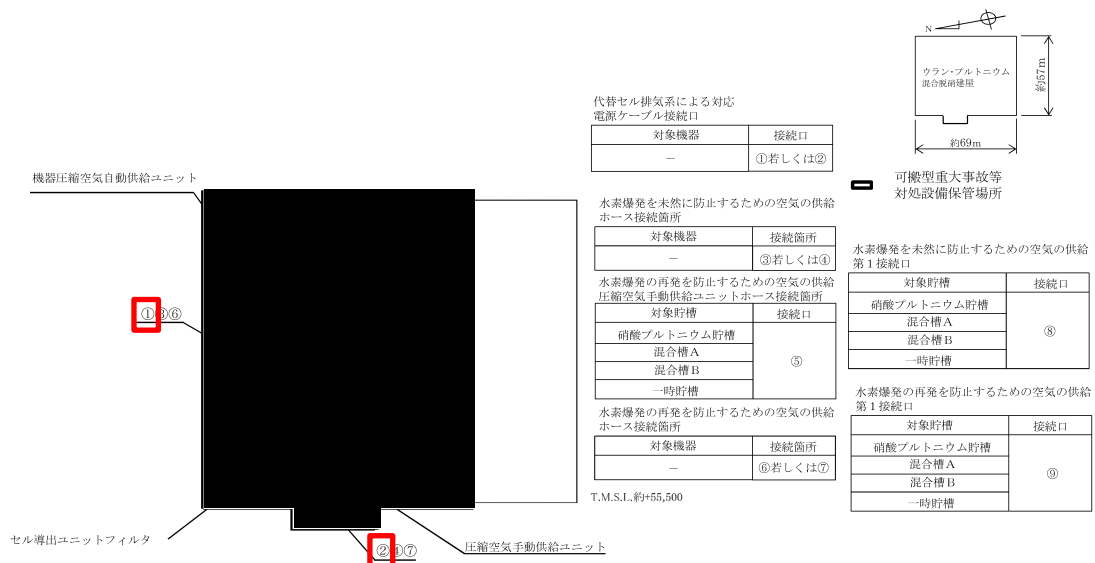 N
ウラン・プルトニウム
混合脱硝建屋
約57m
約69m
可搬型重大事故等
対処設備保管場所
機器圧縮空気自動供給ユニット
①③⑥
セル導出ユニットフィルタ
②④⑦
圧縮空気手動供給ユニット
代替セル排気系による対応
電源ケーブル接続口
対象機器 接続口
－ ①若しくは②
水素爆発を未然に防止するための空気の供給
ホース接続箇所
対象機器 接続箇所
－ ③若しくは④
水素爆発の再発を防止するための空気の供給
圧縮空気手動供給ユニットホース接続箇所
対象貯槽 接続口
硝酸プルトニウム貯槽
混合槽A
⑤
混合槽B
一時貯槽
水素爆発の再発を防止するための空気の供給
ホース接続箇所
対象機器 接続箇所
－ ⑥若しくは⑦
T.M.S.L.約+55,500
水素爆発を未然に防止するための空気の供給
第1接続口
対象貯槽 接続口
硝酸プルトニウム貯槽
混合槽A
⑧
混合槽B
一時貯槽
水素爆発の再発を防止するための空気の供給
第1接続口
対象貯槽 接続口
硝酸プルトニウム貯槽
混合槽A
⑨
混合槽B
一時貯槽